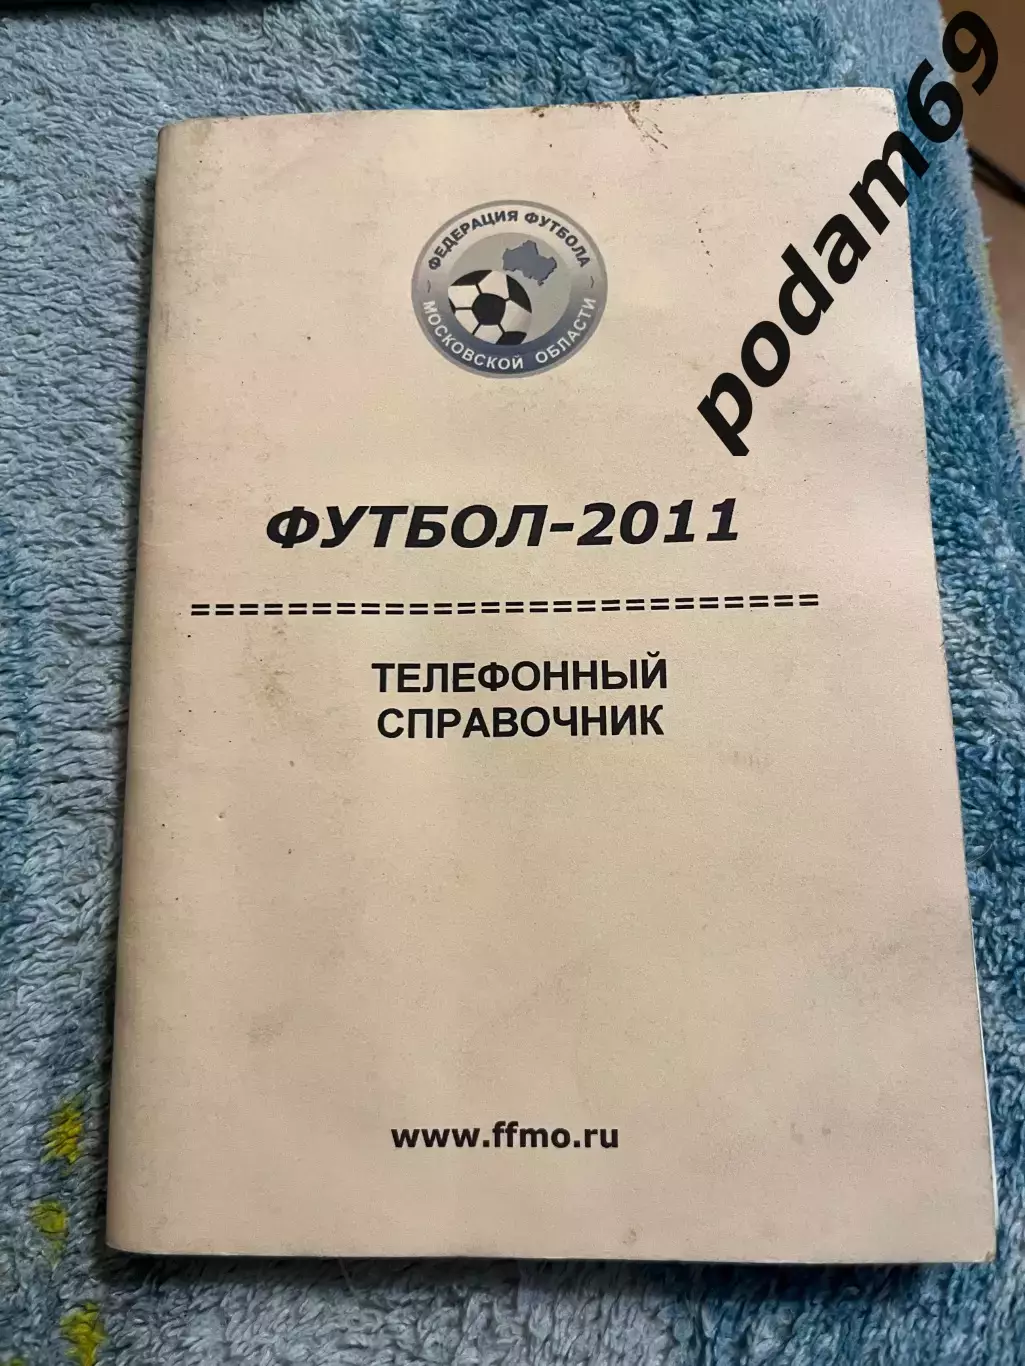 podam69
ФЕДЕРАЦИЯ ФУТБОЛА
МОСКОВСКОЙ ОБЛАСТИ
ФУТБОЛ-2011
==========================
ТЕЛЕФОННЫЙ
СПРАВОЧНИК
www.ffmo.ru